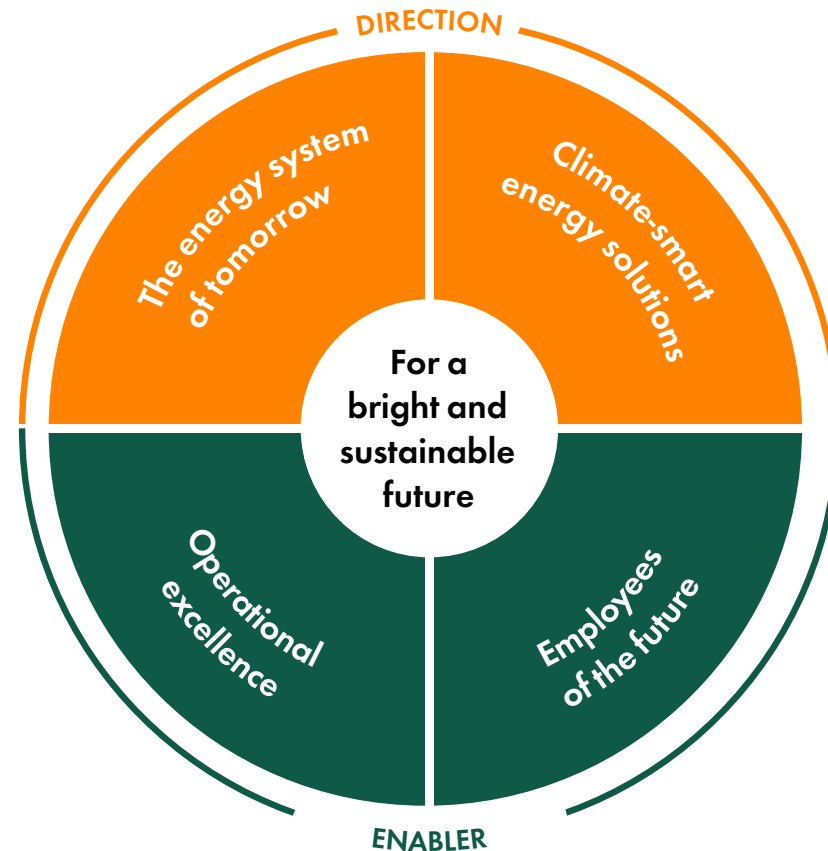 DIRECTION
The energy system
of tomorrow
Climate-smart
energy solutions
For a
bright and
sustainable
future
Operational
excellence
Employees
of the future
ENABLER